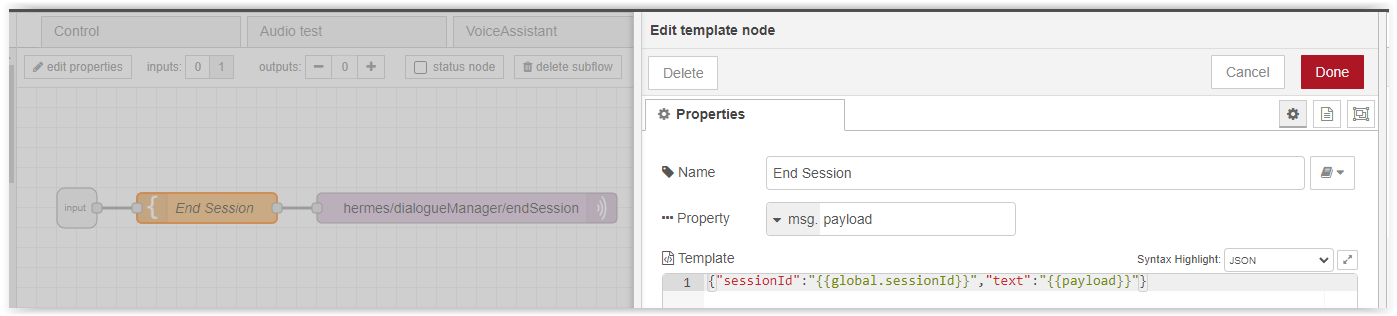 Control
Audio test
VoiceAssistant
edit properties
inputs: 0 1
outputs: 0
status node
delete subflow
input
End Session
hermes/dialogueManager/endSession
Edit template node
Delete
Cancel
Done
Properties
Name
End Session
Property
msg. payload
Template
Syntax Highlight: JSON
1 {"sessionId":"{{global.sessionId}}","text":"{{payload}}"}